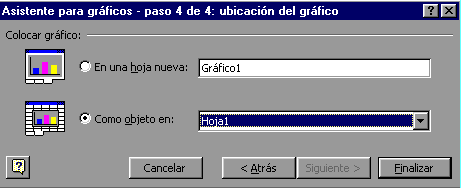 Asistente para gráficos - paso 4 de 4: ubicación del gráfico
Colocar gráfico:
En una hoja nueva: Gráfico1
Como objeto en: Hoja1
Cancelar < Atrás Siguiente > Finalizar